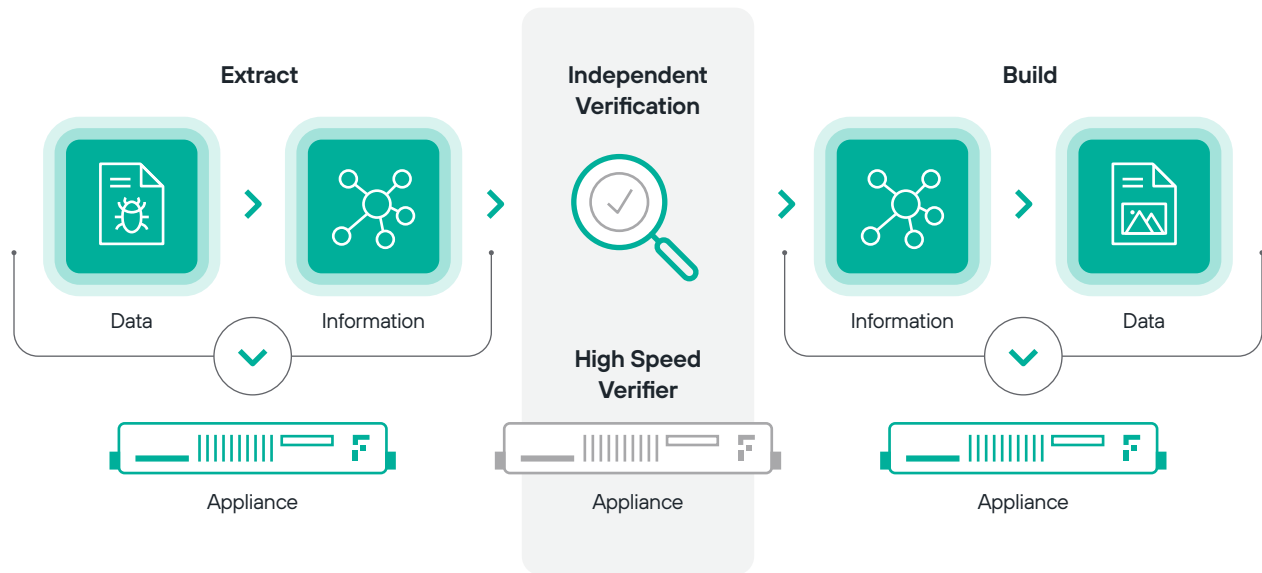 Extract
Independent
Verification
Build
Data
Information
Information
Data
High Speed
Verifier
Appliance
Appliance
Appliance